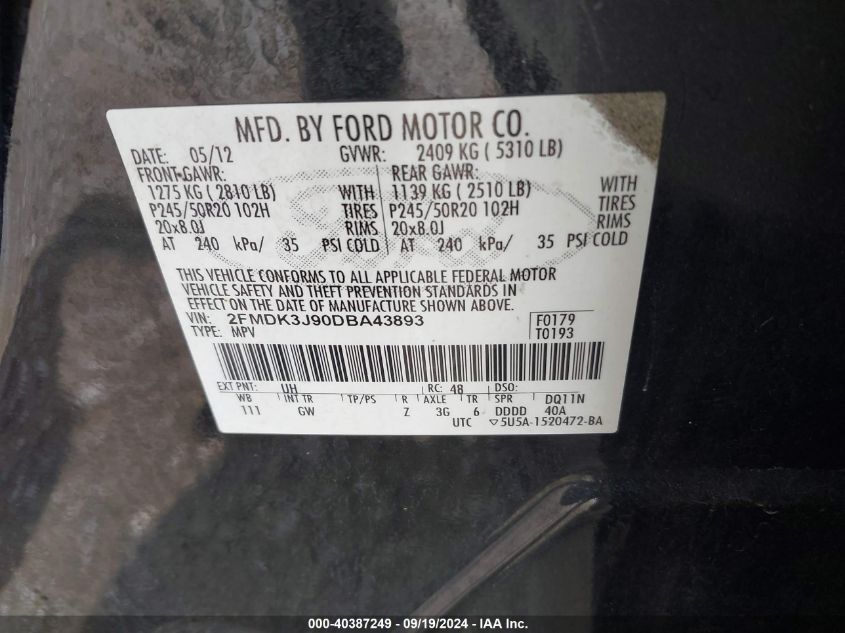 MFD. BY FORD MOTOR CO.
DATE: 05/12 GVWR: 2409 KG ( 5310 LB)
FRONT GAWR: REAR GAWR:
1275 KG ( 2810 LB) WITH 1139 KG ( 2510 LB) WITH
P245/50R20 102H TIRES P245/50R20 102H TIRES
20x8.0J RIMS 20x8.0J RIMS
AT 240 kPa/ 35 PSI COLD AT 240 kPa/ 35 PSI COLD
THIS VEHICLE CONFORMS TO ALL APPLICABLE FEDERAL MOTOR
VEHICLE SAFETY AND THEFT PREVENTION STANDARDS IN
EFFECT ON THE DATE OF MANUFACTURE SHOWN ABOVE.
VIN: 2FMDK3J90DBA43893 F0179
TYPE: MPV T0193
EXT PNT: UH RC: 48 DSO:
WB INT TR TP/PS R AXLE TR SPR DQ11N
111 GW Z 3G 6 DDDD 40A
UTC ▽5U5A-1520472-BA
Ford
000-40387249 - 09/19/2024 - IAA Inc.